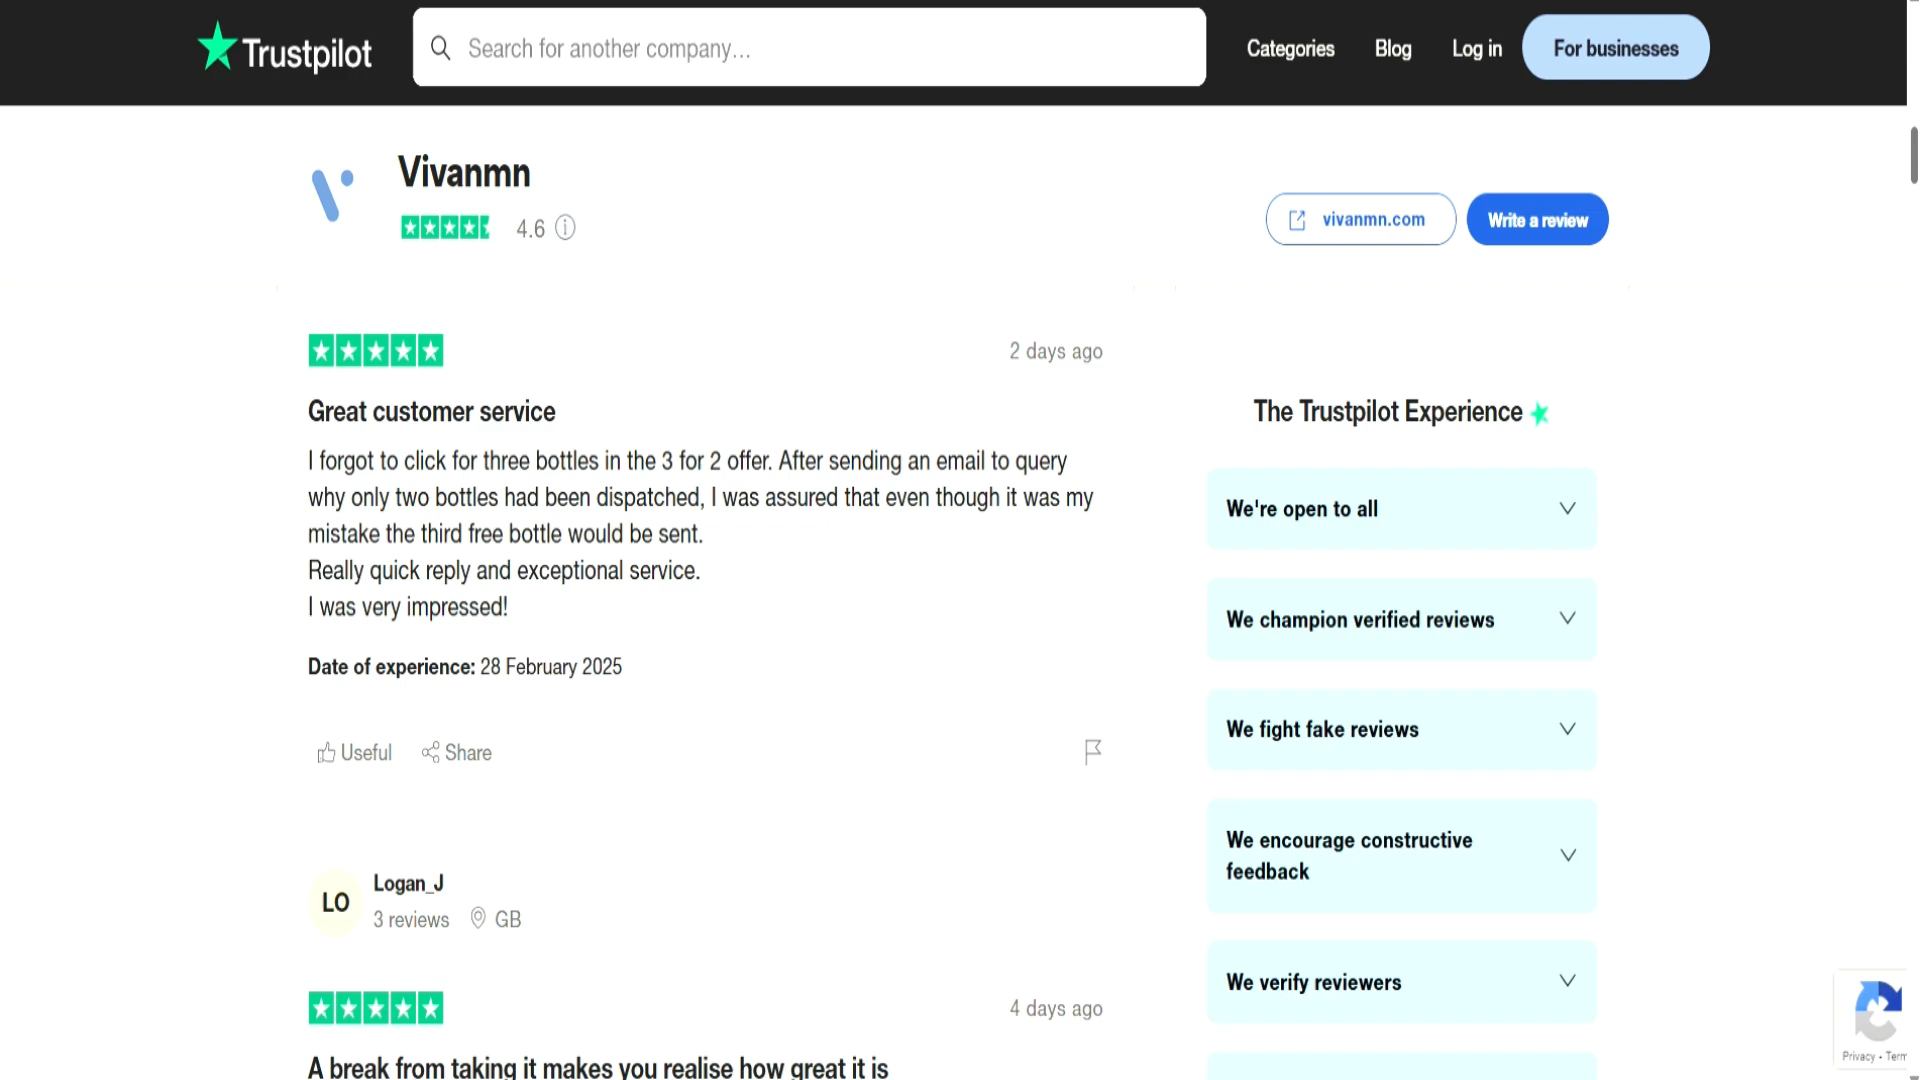 Trustpilot
Search for another company...
Categories
Blog
Log in
For businesses
Vivanmn
4.6
vivanmn.com
Write a review
2 days ago
Great customer service
I forgot to click for three bottles in the 3 for 2 offer. After sending an email to query
why only two bottles had been dispatched, I was assured that even though it was my
mistake the third free bottle would be sent.
Really quick reply and exceptional service.
I was very impressed!
Date of experience: 28 February 2025
Useful
Share
LO
Logan_J
3 reviews
GB
4 days ago
A break from taking it makes you realise how great it is
The Trustpilot Experience
We're open to all
We champion verified reviews
We fight fake reviews
We encourage constructive
feedback
We verify reviewers
Privacy - Term